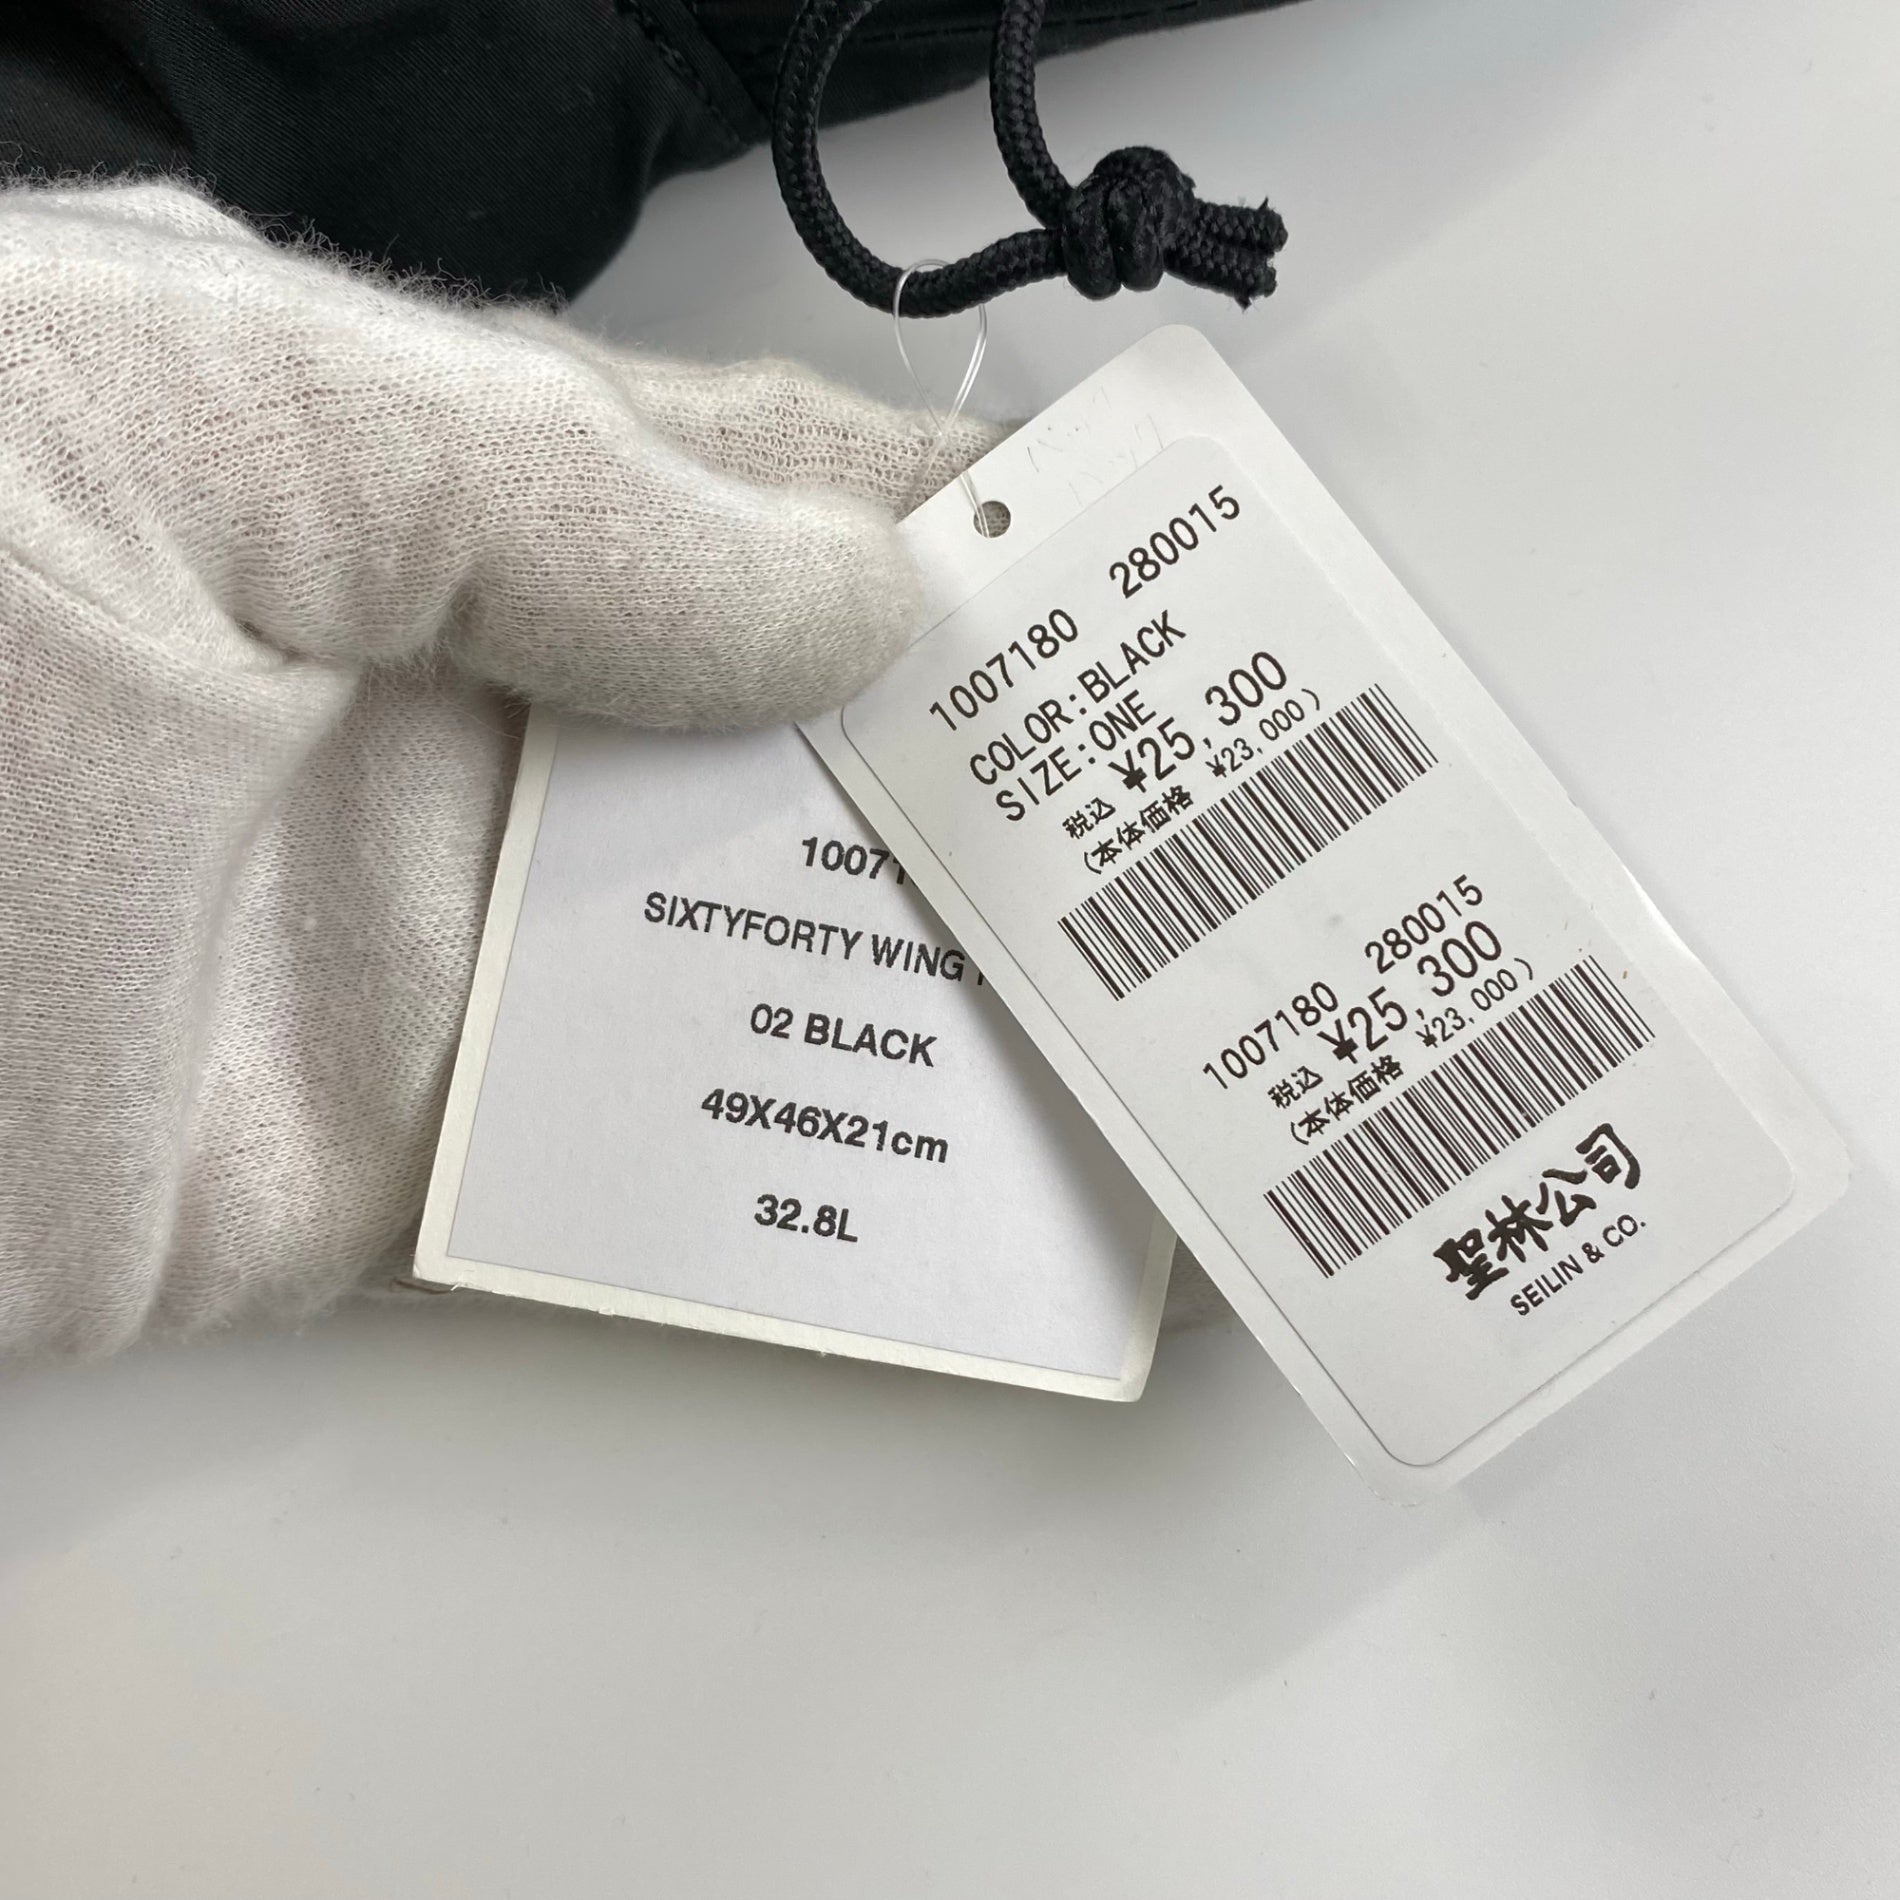 1007180 280015
COLOR:BLACK
SIZE:ONE
税込 ¥25,300
(本体価格 ¥23,000)
1007180 280015
税込 ¥25,300
(本体価格 ¥23,000)
聖林公司
SEILIN & CO.
10071
SIXTYFORTY WING
02 BLACK
49X46X21cm
32.8L